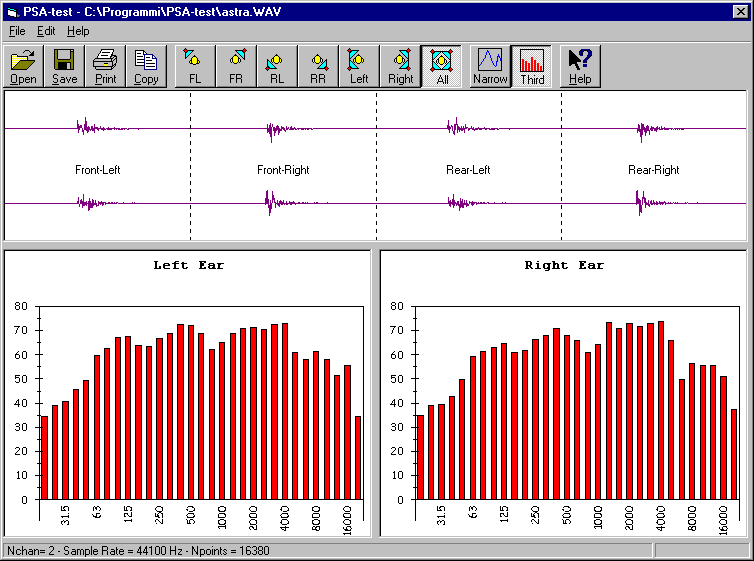 PSA-test - C:\Programmi\PSA-test\astra.WAV
File Edit Help
Open Save Print Copy FL FR RL RR Left Right All Narrow Third Help
Front-Left Front-Right Rear-Left Rear-Right
Left Ear
80
70
60
50
40
30
20
10
0
31.5 63 125 250 500 1000 2000 4000 8000 16000
Right Ear
80
70
60
50
40
30
20
10
0
31.5 63 125 250 500 1000 2000 4000 8000 16000
Nchan= 2 - Sample Rate = 44100 Hz - Npoints = 16380